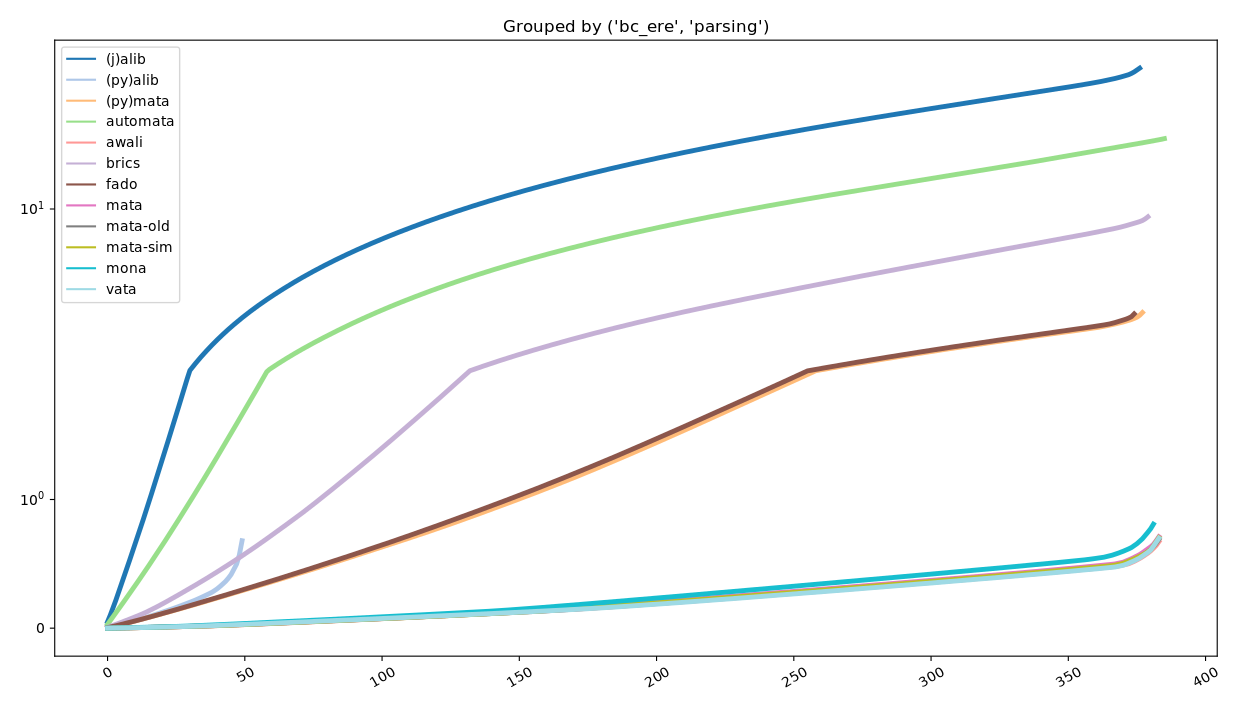 Grouped by ('bc_ere', 'parsing')
(j)alib
(py)alib
(py)mata
automata
awali
brics
fado
mata
mata-old
mata-sim
mona
vata
10¹
10⁰
0
0
50
100
150
200
250
300
350
400